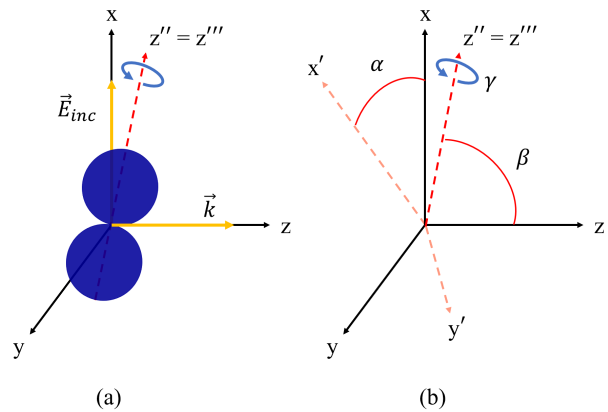 x
z″ = z‴
E⃗inc
k⃗
z
y
(a)
x
z″ = z‴
x′
α
γ
β
z
y
y′
(b)